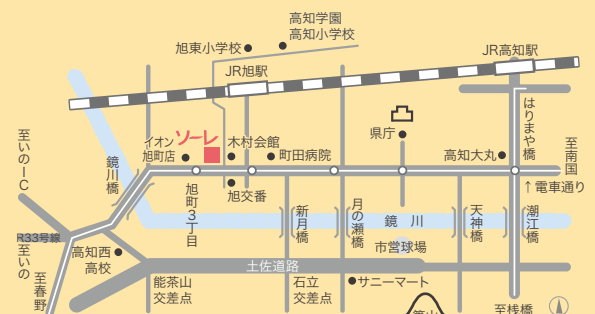 高知学園
高知小学校
旭東小学校
JR高知駅
JR旭駅
はりまや橋
県庁
至いのIC
イオン
旭町店
ソーレ
木村会館
町田病院
高知大丸
至南国
鏡川橋
旭交番
↑電車通り
旭町3丁目
新月橋
月の瀬橋
鏡川
天神橋
潮江橋
R33号線
至いの
高知西
高校
市営球場
土佐道路
至春野
能茶山
交差点
石立
交差点
サニーマート
至桟橋